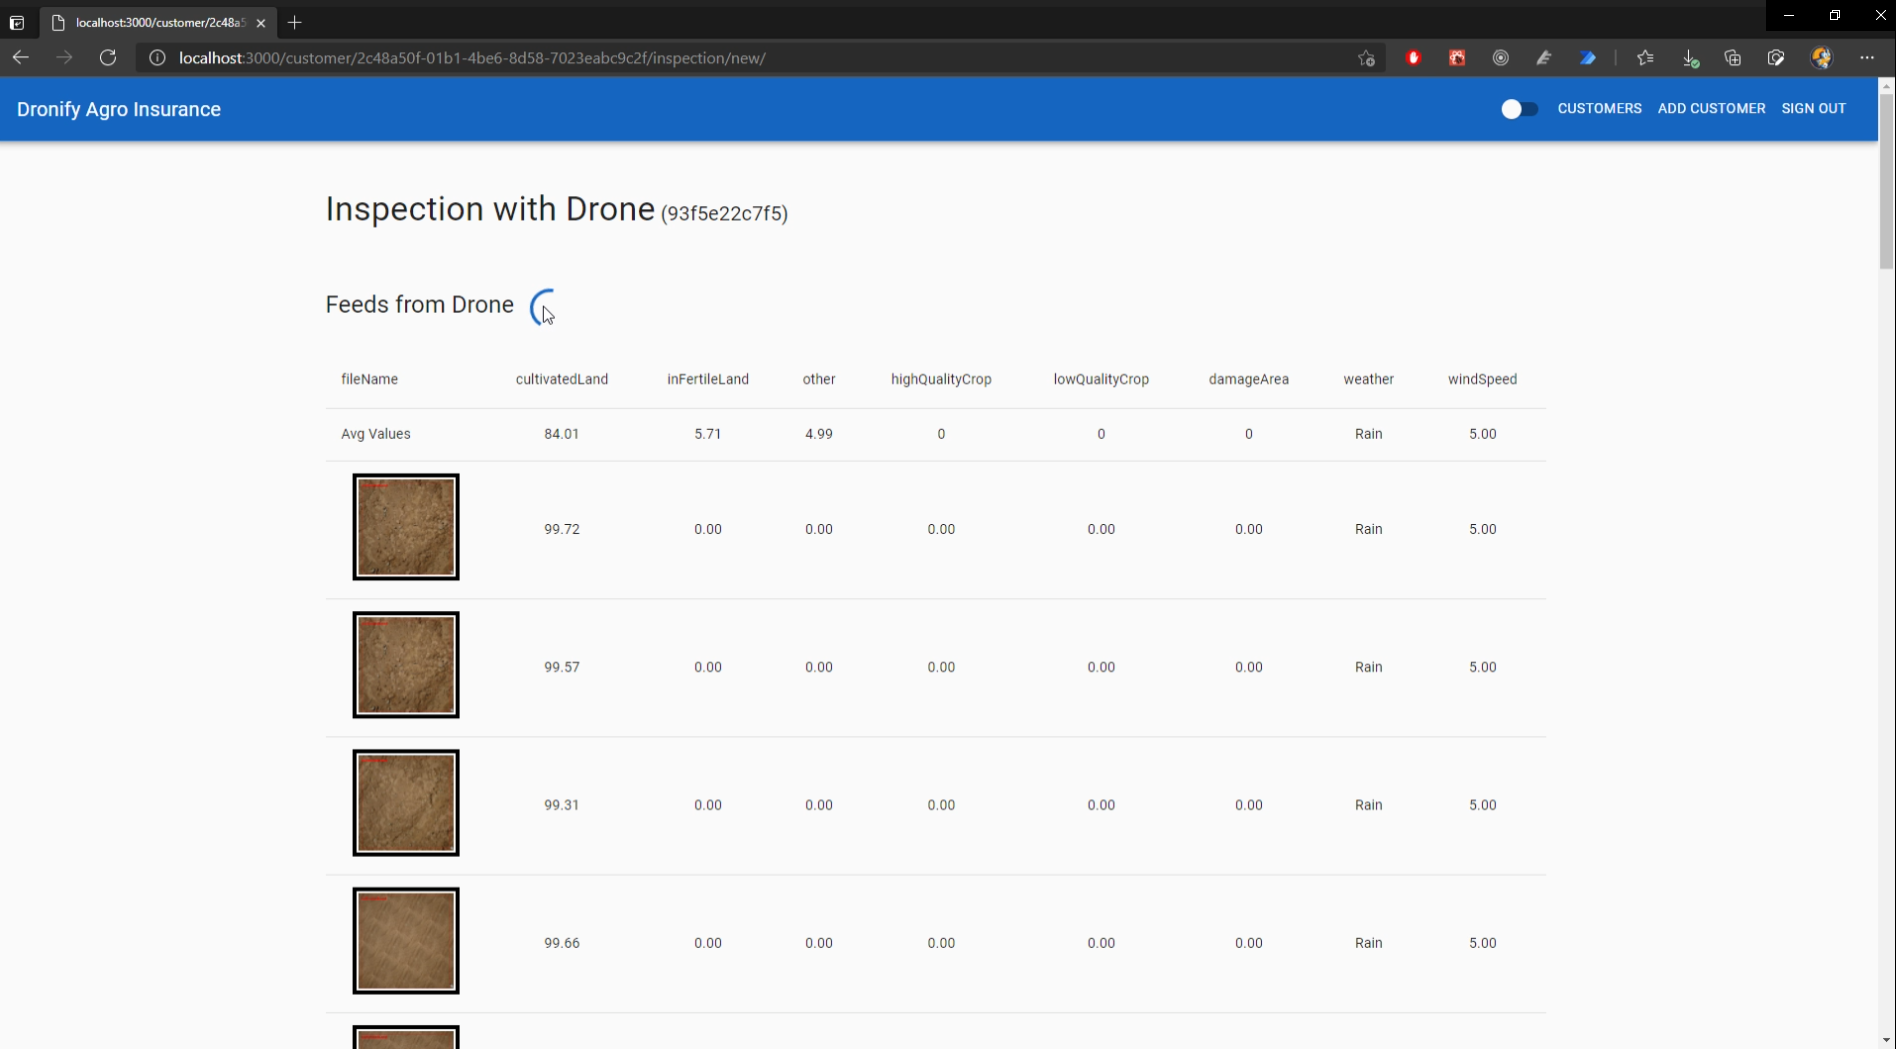 localhost:3000/customer/2c48a5
localhost:3000/customer/2c48a50f-01b1-4be6-8d58-7023eabc9c2f/inspection/new/
Dronify Agro Insurance
CUSTOMERS ADD CUSTOMER SIGN OUT
Inspection with Drone (93f5e22c7f5)
Feeds from Drone
fileName cultivatedLand inFertileLand other highQualityCrop lowQualityCrop damageArea weather windSpeed
Avg Values 84.01 5.71 4.99 0 0 0 Rain 5.00
99.72 0.00 0.00 0.00 0.00 0.00 Rain 5.00
99.57 0.00 0.00 0.00 0.00 0.00 Rain 5.00
99.31 0.00 0.00 0.00 0.00 0.00 Rain 5.00
99.66 0.00 0.00 0.00 0.00 0.00 Rain 5.00